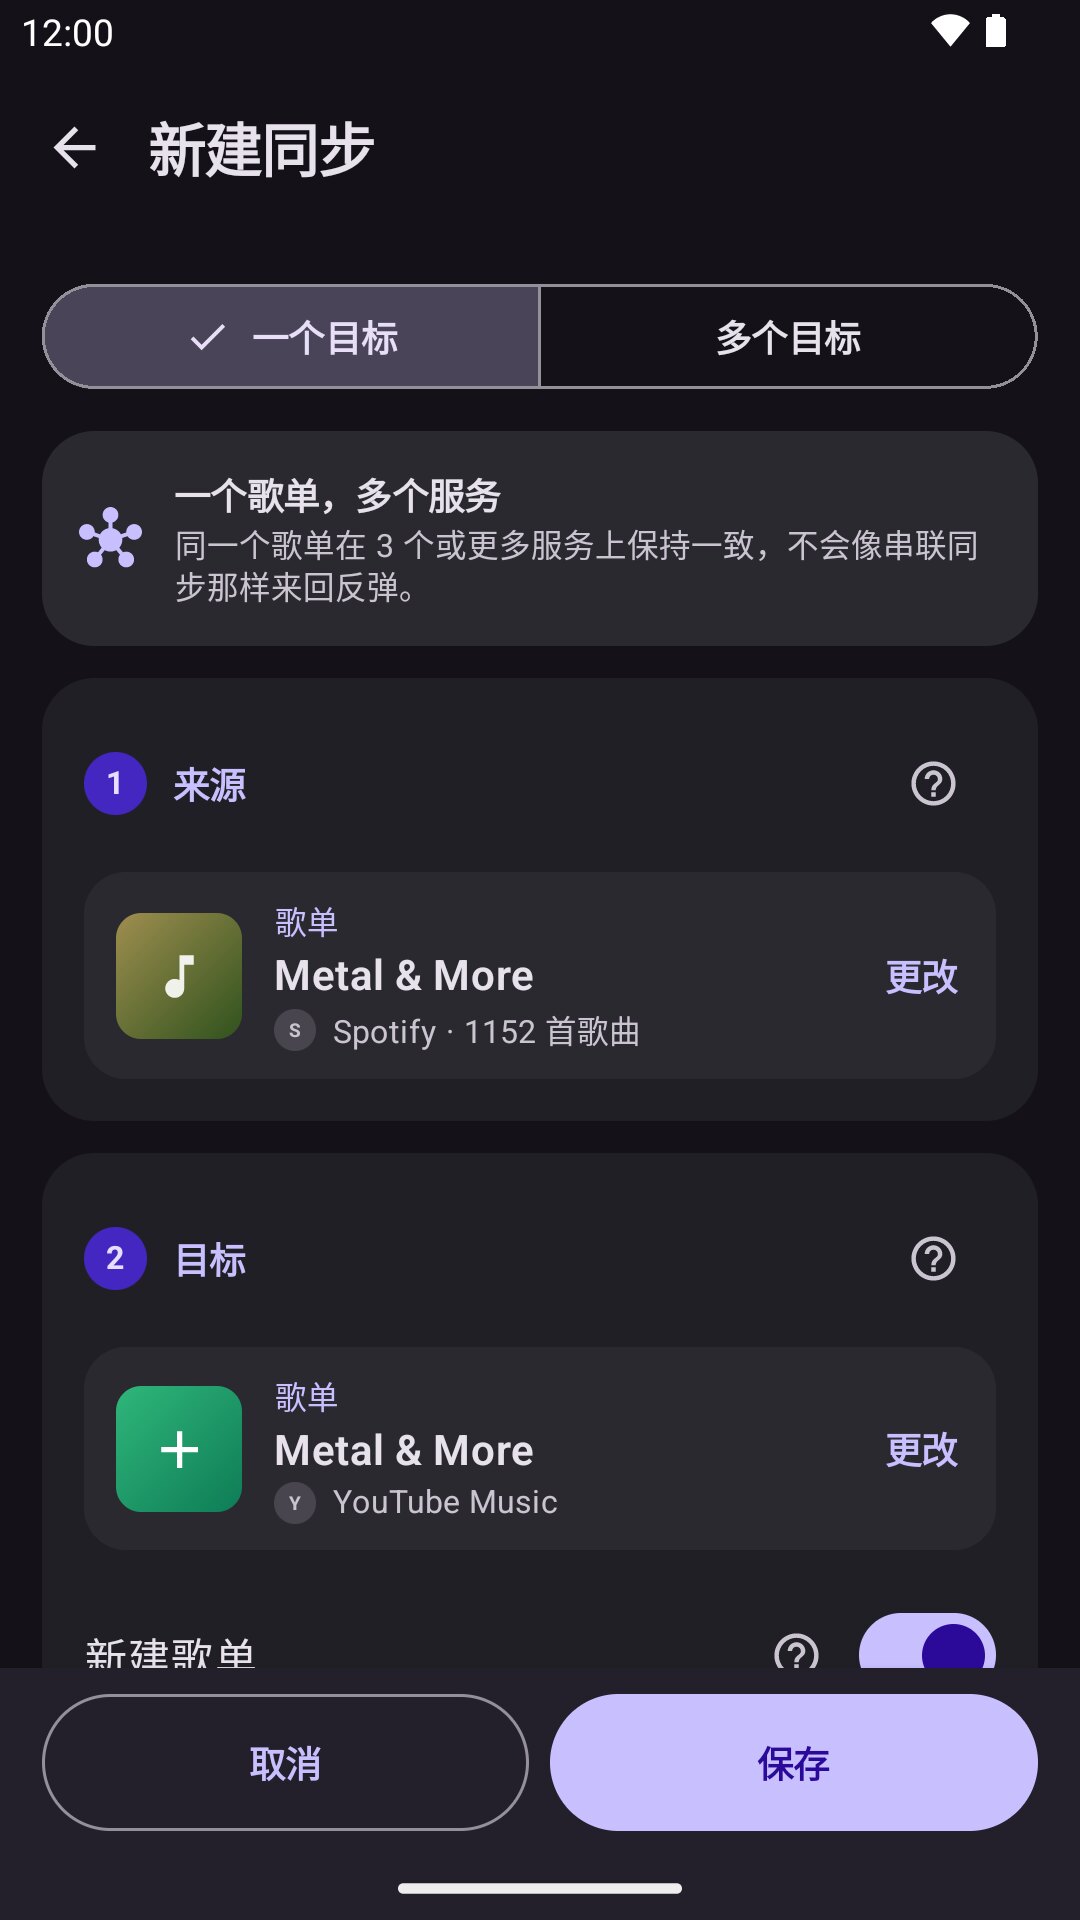 12:00
新建同步
一个目标
多个目标
一个歌单，多个服务
同一个歌单在 3 个或更多服务上保持一致，不会像串联同
步那样来回反弹。
1 来源
歌单
Metal & More
更改
S Spotify · 1152 首歌曲
2 目标
歌单
Metal & More
更改
Y YouTube Music
新建歌单
取消
保存